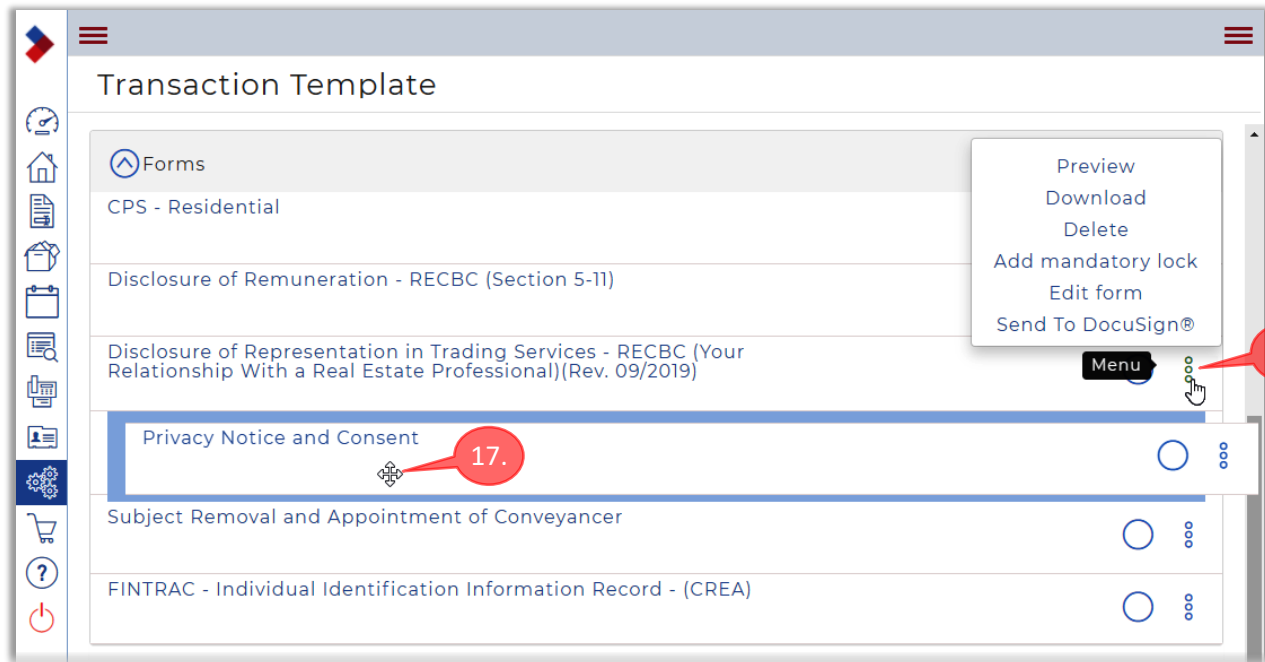 Transaction Template
Forms
CPS - Residential
Disclosure of Remuneration - RECBC (Section 5-11)
Disclosure of Representation in Trading Services - RECBC (Your
Relationship With a Real Estate Professional)(Rev. 09/2019)
Preview
Download
Delete
Add mandatory lock
Edit form
Send To DocuSign®
Menu
Privacy Notice and Consent
17.
Subject Removal and Appointment of Conveyancer
FINTRAC - Individual Identification Information Record - (CREA)
?